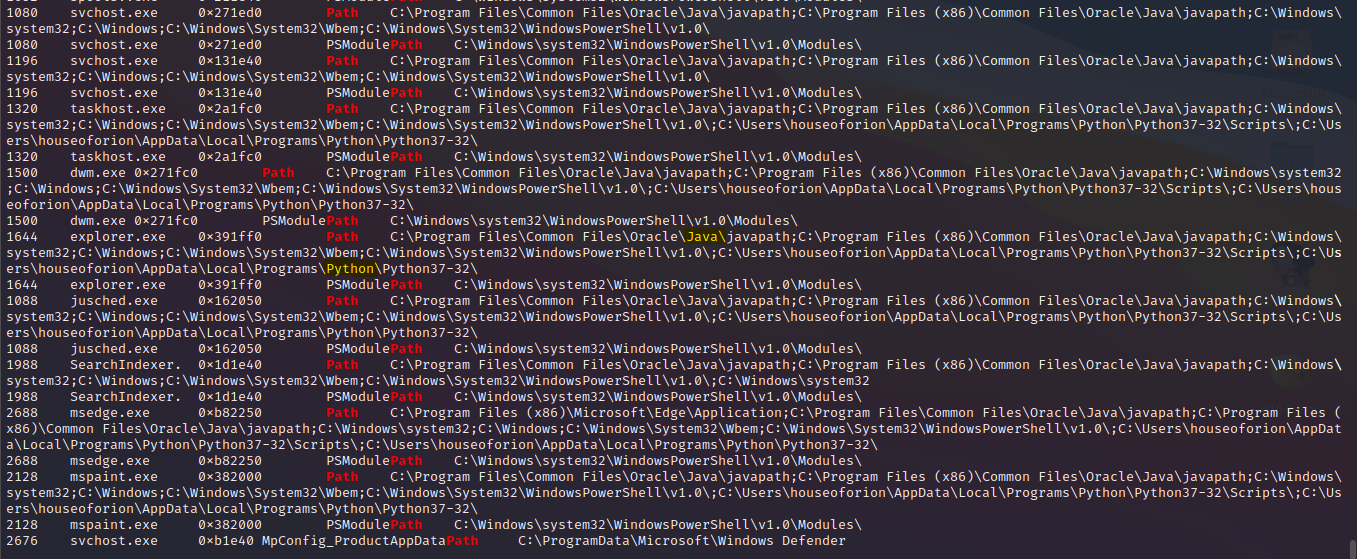 1080    svchost.exe     0×271ed0        Path    C:\Program Files\Common Files\Oracle\Java\javapath;C:\Program Files (x86)\Common Files\Oracle\Java\javapath;C:\Windows\
system32;C:\Windows;C:\Windows\System32\Wbem;C:\Windows\System32\WindowsPowerShell\v1.0\
1080    svchost.exe     0×271ed0        PSModulePath    C:\Windows\system32\WindowsPowerShell\v1.0\Modules\
1196    svchost.exe     0×131e40        Path    C:\Program Files\Common Files\Oracle\Java\javapath;C:\Program Files (x86)\Common Files\Oracle\Java\javapath;C:\Windows\
system32;C:\Windows;C:\Windows\System32\Wbem;C:\Windows\System32\WindowsPowerShell\v1.0\
1196    svchost.exe     0×131e40        PSModulePath    C:\Windows\system32\WindowsPowerShell\v1.0\Modules\
1320    taskhost.exe    0×2a1fc0        Path    C:\Program Files\Common Files\Oracle\Java\javapath;C:\Program Files (x86)\Common Files\Oracle\Java\javapath;C:\Windows\
system32;C:\Windows;C:\Windows\System32\Wbem;C:\Windows\System32\WindowsPowerShell\v1.0\;C:\Users\houseoforion\AppData\Local\Programs\Python\Python37-32\Scripts\;C:\Us
ers\houseoforion\AppData\Local\Programs\Python\Python37-32\
1320    taskhost.exe    0×2a1fc0        PSModulePath    C:\Windows\system32\WindowsPowerShell\v1.0\Modules\
1500    dwm.exe 0×271fc0        Path    C:\Program Files\Common Files\Oracle\Java\javapath;C:\Program Files (x86)\Common Files\Oracle\Java\javapath;C:\Windows\system32
;C:\Windows;C:\Windows\System32\Wbem;C:\Windows\System32\WindowsPowerShell\v1.0\;C:\Users\houseoforion\AppData\Local\Programs\Python\Python37-32\Scripts\;C:\Users\hous
eoforion\AppData\Local\Programs\Python\Python37-32\
1500    dwm.exe 0×271fc0        PSModulePath    C:\Windows\system32\WindowsPowerShell\v1.0\Modules\
1644    explorer.exe    0×391ff0        Path    C:\Program Files\Common Files\Oracle\Java\javapath;C:\Program Files (x86)\Common Files\Oracle\Java\javapath;C:\Windows\
system32;C:\Windows;C:\Windows\System32\Wbem;C:\Windows\System32\WindowsPowerShell\v1.0\;C:\Users\houseoforion\AppData\Local\Programs\Python\Python37-32\Scripts\;C:\Us
ers\houseoforion\AppData\Local\Programs\Python\Python37-32\
1644    explorer.exe    0×391ff0        PSModulePath    C:\Windows\system32\WindowsPowerShell\v1.0\Modules\
1088    jusched.exe     0×162050        Path    C:\Program Files\Common Files\Oracle\Java\javapath;C:\Program Files (x86)\Common Files\Oracle\Java\javapath;C:\Windows\
system32;C:\Windows;C:\Windows\System32\Wbem;C:\Windows\System32\WindowsPowerShell\v1.0\;C:\Users\houseoforion\AppData\Local\Programs\Python\Python37-32\Scripts\;C:\Us
ers\houseoforion\AppData\Local\Programs\Python\Python37-32\
1088    jusched.exe     0×162050        PSModulePath    C:\Windows\system32\WindowsPowerShell\v1.0\Modules\
1988    SearchIndexer.  0×1d1e40        Path    C:\Program Files\Common Files\Oracle\Java\javapath;C:\Program Files (x86)\Common Files\Oracle\Java\javapath;C:\Windows\
system32;C:\Windows;C:\Windows\System32\Wbem;C:\Windows\System32\WindowsPowerShell\v1.0\;C:\Windows\system32
1988    SearchIndexer.  0×1d1e40        PSModulePath    C:\Windows\system32\WindowsPowerShell\v1.0\Modules\
2688    msedge.exe      0×b82250        Path    C:\Program Files (x86)\Microsoft\Edge\Application;C:\Program Files\Common Files\Oracle\Java\javapath;C:\Program Files (
x86)\Common Files\Oracle\Java\javapath;C:\Windows\system32;C:\Windows;C:\Windows\System32\Wbem;C:\Windows\System32\WindowsPowerShell\v1.0\;C:\Users\houseoforion\AppDat
a\Local\Programs\Python\Python37-32\Scripts\;C:\Users\houseoforion\AppData\Local\Programs\Python\Python37-32\
2688    msedge.exe      0×b82250        PSModulePath    C:\Windows\system32\WindowsPowerShell\v1.0\Modules\
2128    mspaint.exe     0×382000        Path    C:\Program Files\Common Files\Oracle\Java\javapath;C:\Program Files (x86)\Common Files\Oracle\Java\javapath;C:\Windows\
system32;C:\Windows;C:\Windows\System32\Wbem;C:\Windows\System32\WindowsPowerShell\v1.0\;C:\Users\houseoforion\AppData\Local\Programs\Python\Python37-32\Scripts\;C:\Us
ers\houseoforion\AppData\Local\Programs\Python\Python37-32\
2128    mspaint.exe     0×382000        PSModulePath    C:\Windows\system32\WindowsPowerShell\v1.0\Modules\
2676    svchost.exe     0×b1e40 MpConfig_ProductAppDataPath     C:\ProgramData\Microsoft\Windows Defender